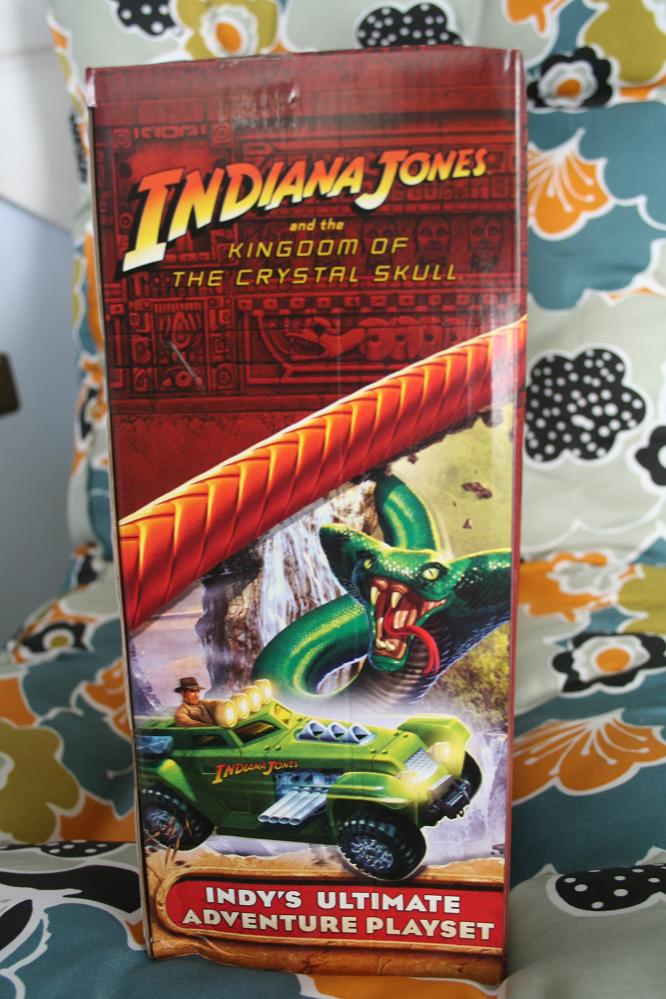 INDIANA JONES
and the
KINGDOM OF
THE CRYSTAL SKULL
INDIANA JONES
INDY'S ULTIMATE
ADVENTURE PLAYSET